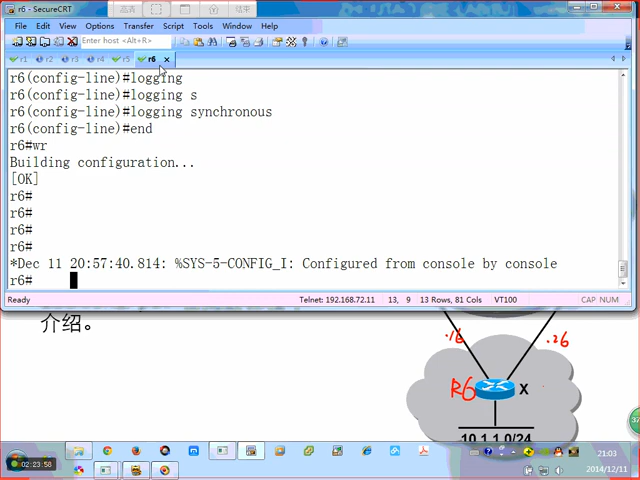 r6 - SecureCRT
File Edit View Options Transfer Script Tools Window Help
Enter host <Alt+R>
r1 r2 r3 r4 r5 r6
r6(config-line)#logging
r6(config-line)#logging s
r6(config-line)#logging synchronous
r6(config-line)#end
r6#wr
Building configuration...
[OK]
r6#
r6#
r6#
r6#
*Dec 11 20:57:40.814: %SYS-5-CONFIG_I: Configured from console by console
r6#
Ready Telnet: 192.168.72.11 13, 9 13 Rows, 81 Cols VT100 CAP NUM
介绍。
.16 .26
R6 X
10.1.1.0/24
21:03
02:23:58
2014/12/11